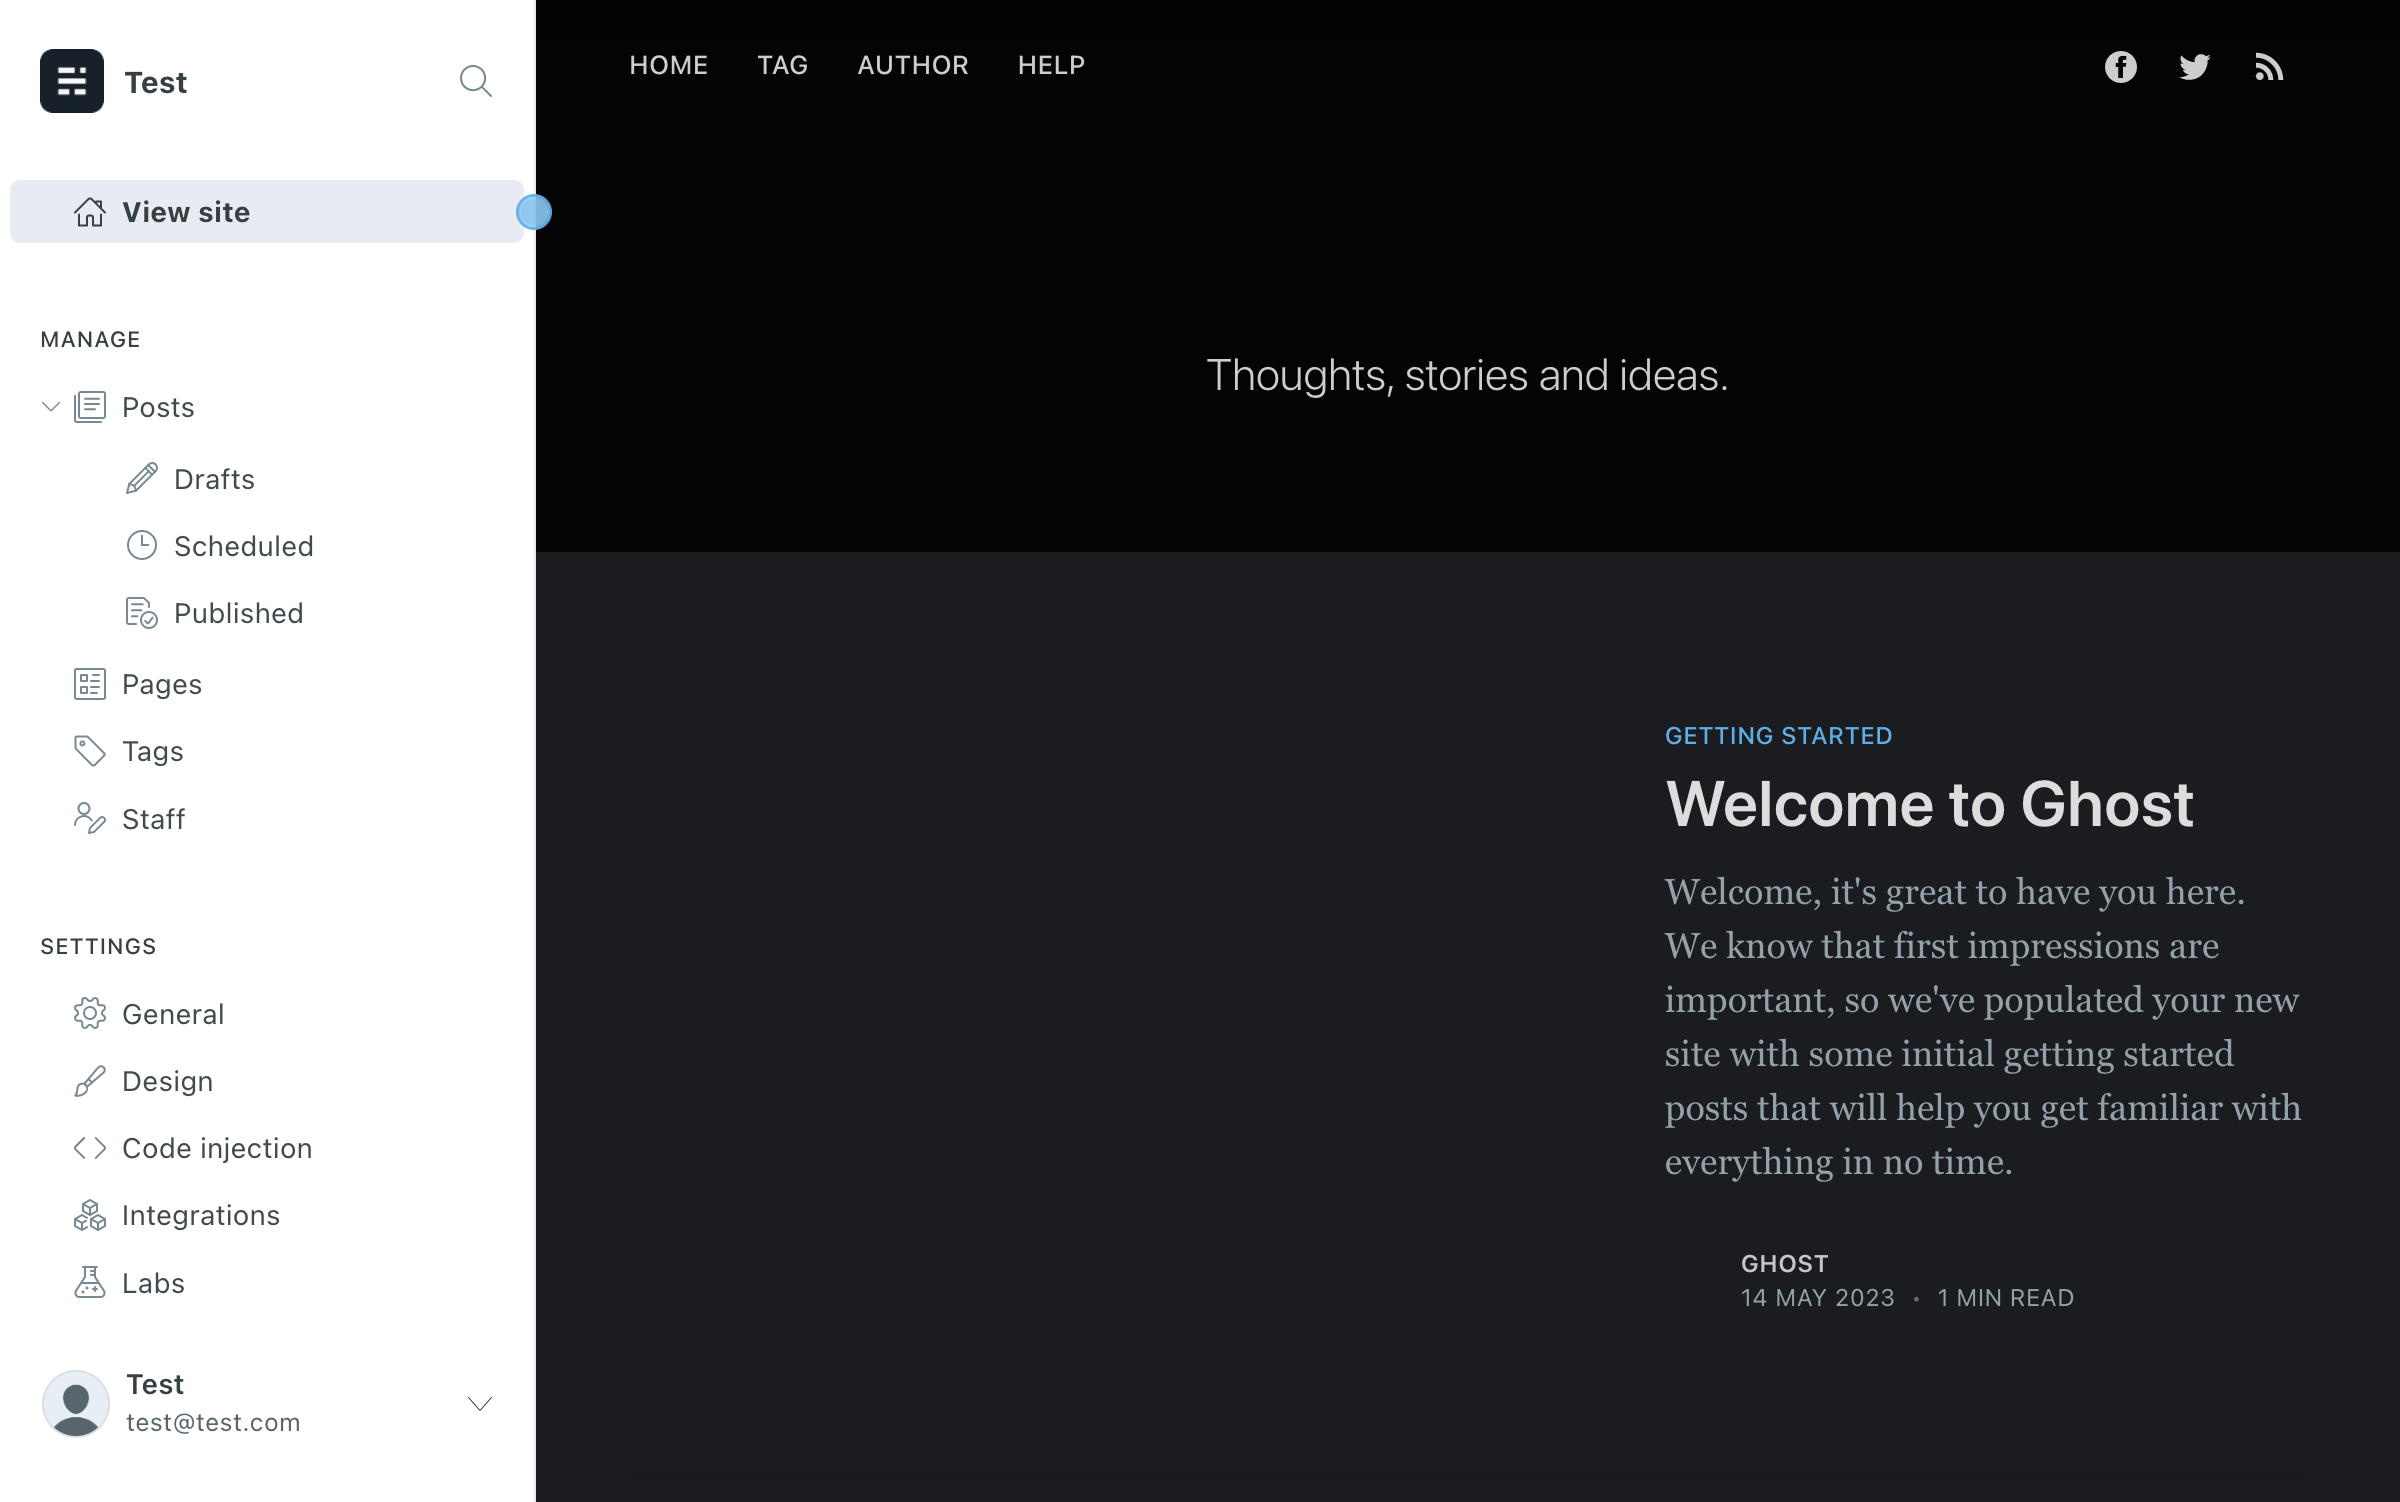 Test
View site
MANAGE
Posts
Drafts
Scheduled
Published
Pages
Tags
Staff
SETTINGS
General
Design
Code injection
Integrations
Labs
Test
test@test.com
HOME TAG AUTHOR HELP
Thoughts, stories and ideas.
GETTING STARTED
Welcome to Ghost
Welcome, it's great to have you here.
We know that first impressions are
important, so we've populated your new
site with some initial getting started
posts that will help you get familiar with
everything in no time.
GHOST
14 MAY 2023 • 1 MIN READ